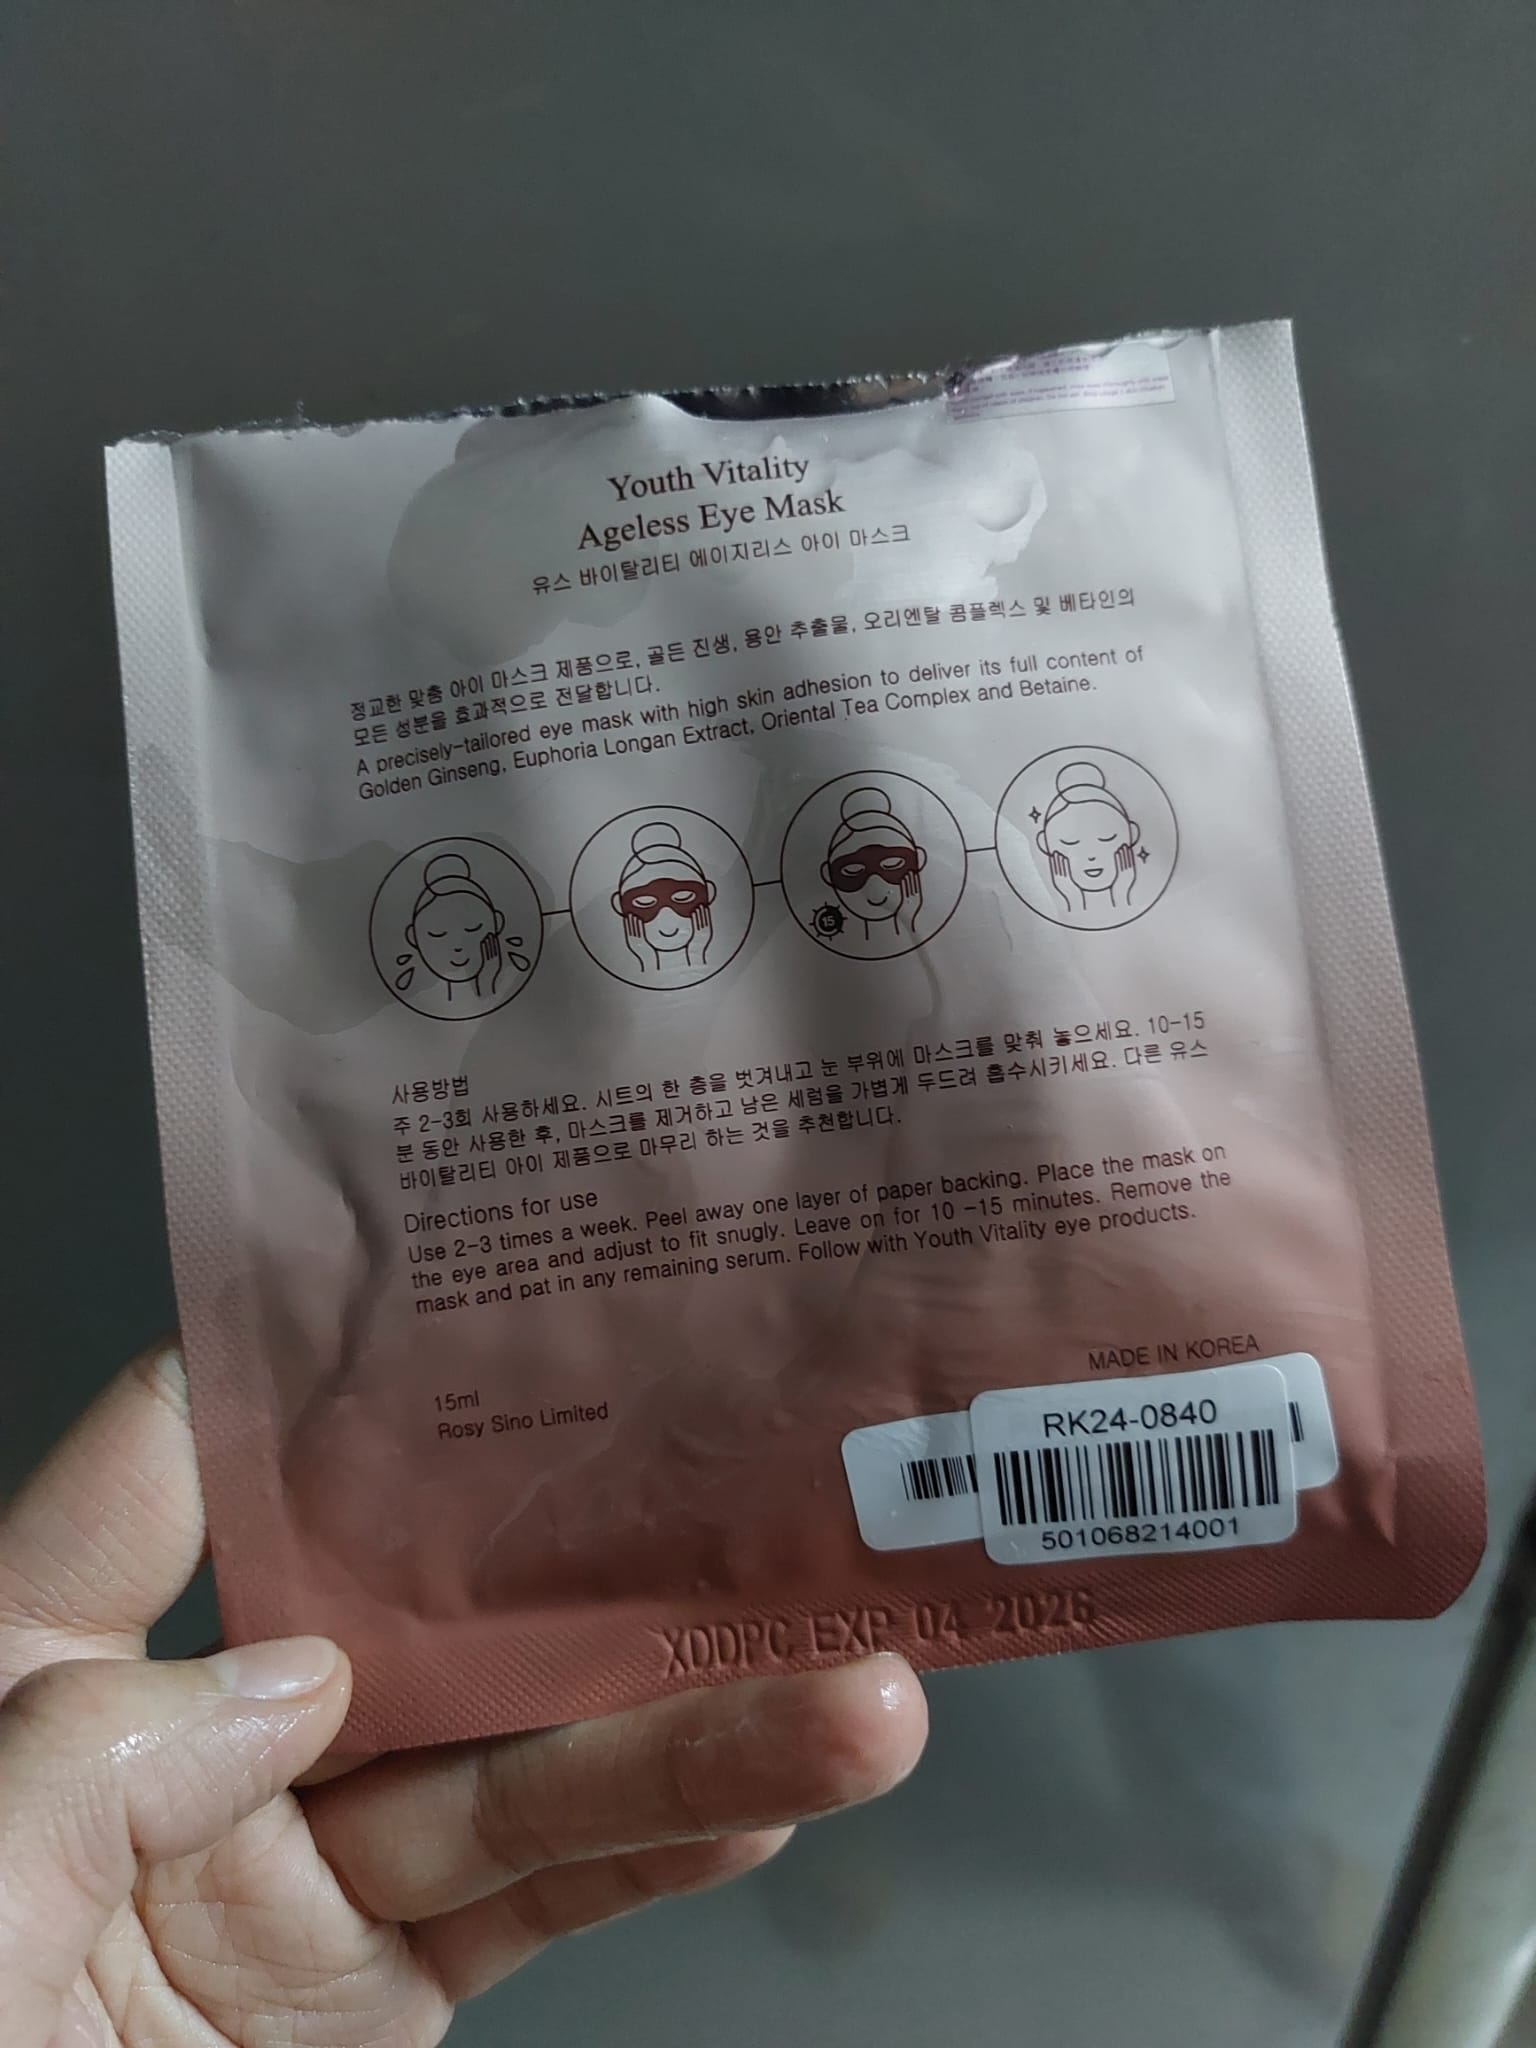 Youth Vitality
Ageless Eye Mask
유스 바이탈리티 에이지리스 아이 마스크
정교한 맞춤 아이 마스크 제품으로, 골든 진생, 용안 추출물, 오리엔탈 콤플렉스 및 베타인의
모든 성분을 효과적으로 전달합니다.
A precisely-tailored eye mask with high skin adhesion to deliver its full content of
Golden Ginseng, Euphoria Longan Extract, Oriental Tea Complex and Betaine.
15
사용방법
주 2-3회 사용하세요. 시트의 한 층을 벗겨내고 눈 부위에 마스크를 맞춰 놓으세요. 10-15
분 동안 사용한 후, 마스크를 제거하고 남은 세럼을 가볍게 두드려 흡수시키세요. 다른 유스
바이탈리티 아이 제품으로 마무리 하는 것을 추천합니다.
Directions for use
Use 2-3 times a week. Peel away one layer of paper backing. Place the mask on
the eye area and adjust to fit snugly. Leave on for 10 -15 minutes. Remove the
mask and pat in any remaining serum. Follow with Youth Vitality eye products.
MADE IN KOREA
15ml
Rosy Sino Limited
RK24-0840
501068214001
XDDPC EXP 04 2026